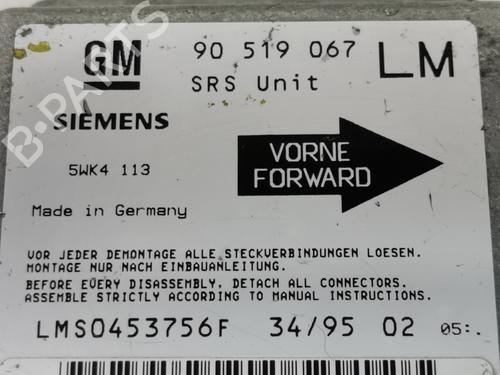 GM 90 519 067 LM
SRS Unit
SIEMENS
5WK4 113
VORNE
FORWARD
Made in Germany
VOR JEDER DEMONTAGE ALLE STECKVERBINDUNGEN LOESEN.
MONTAGE NUR NACH EINBAUANLEITUNG.
BEFORE EVERY DISASSEMBLY, DETACH ALL CONNECTORS.
ASSEMBLE STRICTLY ACCORDING TO MANUAL INSTRUCTIONS.
LMS0453756F 34/95 02 05:.
B-PARTS